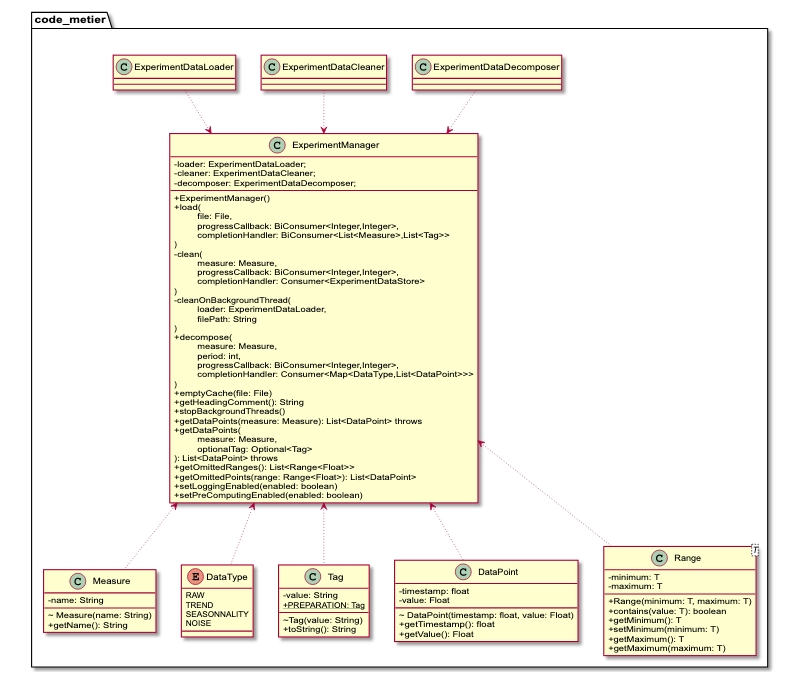 code_metier
C ExperimentDataLoader
C ExperimentDataCleaner
C ExperimentDataDecomposer
C ExperimentManager
-loader: ExperimentDataLoader;
-cleaner: ExperimentDataCleaner;
-decomposer: ExperimentDataDecomposer;
+ExperimentManager()
+load(
file: File,
progressCallback: BiConsumer<Integer,Integer>,
completionHandler: BiConsumer<List<Measure>,List<Tag>>
)
-clean(
measure: Measure,
progressCallback: BiConsumer<Integer,Integer>,
completionHandler: Consumer<ExperimentDataStore>
)
-cleanOnBackgroundThread(
loader: ExperimentDataLoader,
filePath: String
)
+decompose(
measure: Measure,
period: int,
progressCallback: BiConsumer<Integer,Integer>,
completionHandler: Consumer<Map<DataType,List<DataPoint>>>
)
+emptyCache(file: File)
+getHeadingComment(): String
+stopBackgroundThreads()
+getDataPoints(measure: Measure): List<DataPoint> throws
+getDataPoints(
measure: Measure,
optionalTag: Optional<Tag>
): List<DataPoint> throws
+getOmittedRanges(): List<Range<Float>>
+getOmittedPoints(range: Range<Float>): List<DataPoint>
+setLoggingEnabled(enabled: boolean)
+setPreComputingEnabled(enabled: boolean)
C Measure
-name: String
~ Measure(name: String)
+getName(): String
E DataType
RAW
TREND
SEASONNALITY
NOISE
C Tag
-value: String
+PREPARATION: Tag
~Tag(value: String)
+toString(): String
C DataPoint
-timestamp: float
-value: Float
~ DataPoint(timestamp: float, value: Float)
+getTimestamp(): float
+getValue(): Float
C Range
T
-minimum: T
-maximum: T
+Range(minimum: T, maximum: T)
+contains(value: T): boolean
+getMinimum(): T
+setMinimum(minimum: T)
+getMaximum(): T
+getMaximum(maximum: T)